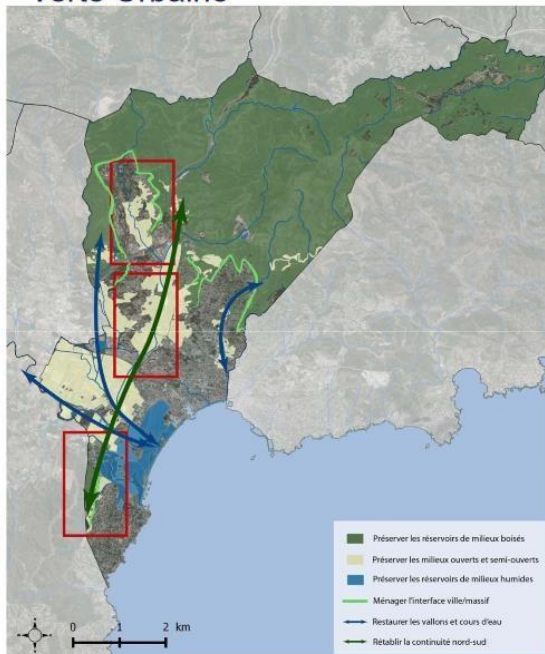 Verte Urbaine
Préserver les réservoirs de milieux boisés
Préserver les milieux ouverts et semi-ouverts
Préserver les réservoirs de milieux humides
Ménager l'interface ville/massif
Restaurer les vallons et cours d'eau
Rétablir la continuité nord-sud
0 1 2 km